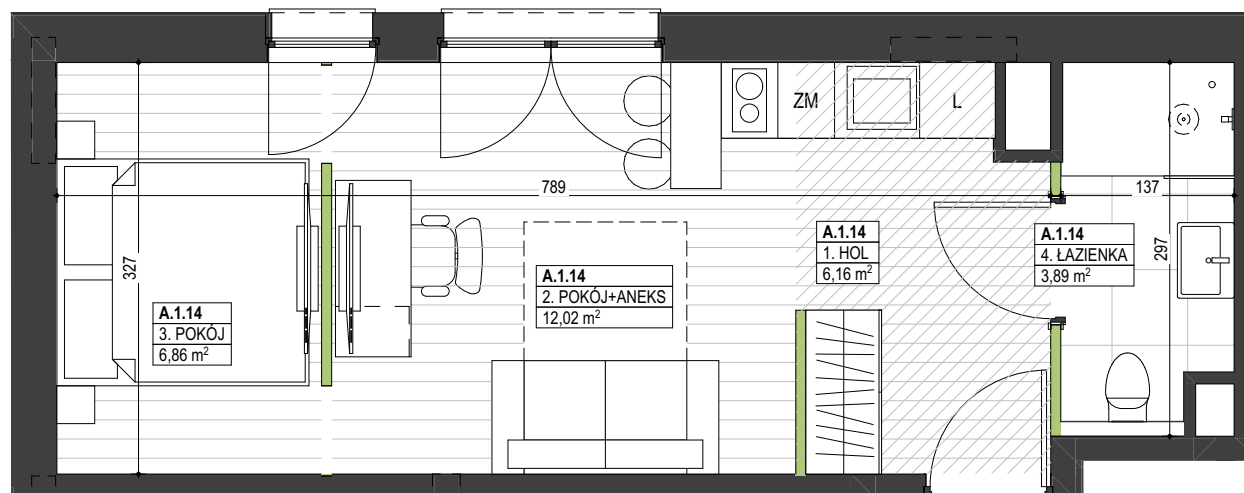 ZM
L
789
137
327
297
A.1.14
3. POKÓJ
6,86 m²
A.1.14
2. POKÓJ+ANEKS
12,02 m²
A.1.14
1. HOL
6,16 m²
A.1.14
4. ŁAZIENKA
3,89 m²